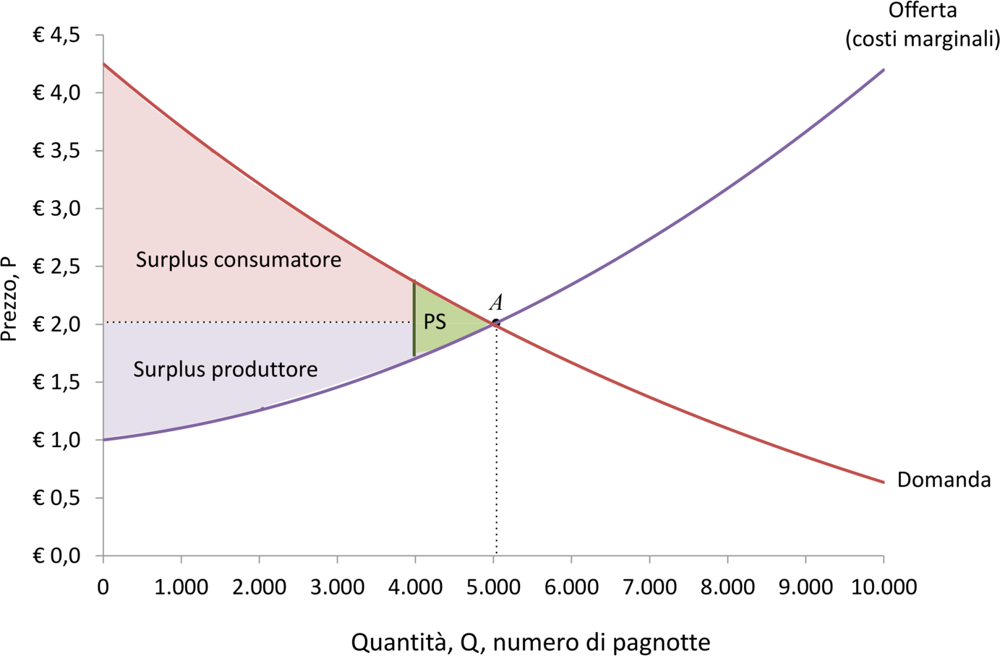 Offerta
(costi marginali)
€ 4,5
€ 4,0
€ 3,5
€ 3,0
€ 2,5
€ 2,0
€ 1,5
€ 1,0
€ 0,5
€ 0,0
Prezzo, P
Surplus consumatore
A
PS
Surplus produttore
Domanda
0 1.000 2.000 3.000 4.000 5.000 6.000 7.000 8.000 9.000 10.000
Quantità, Q, numero di pagnotte